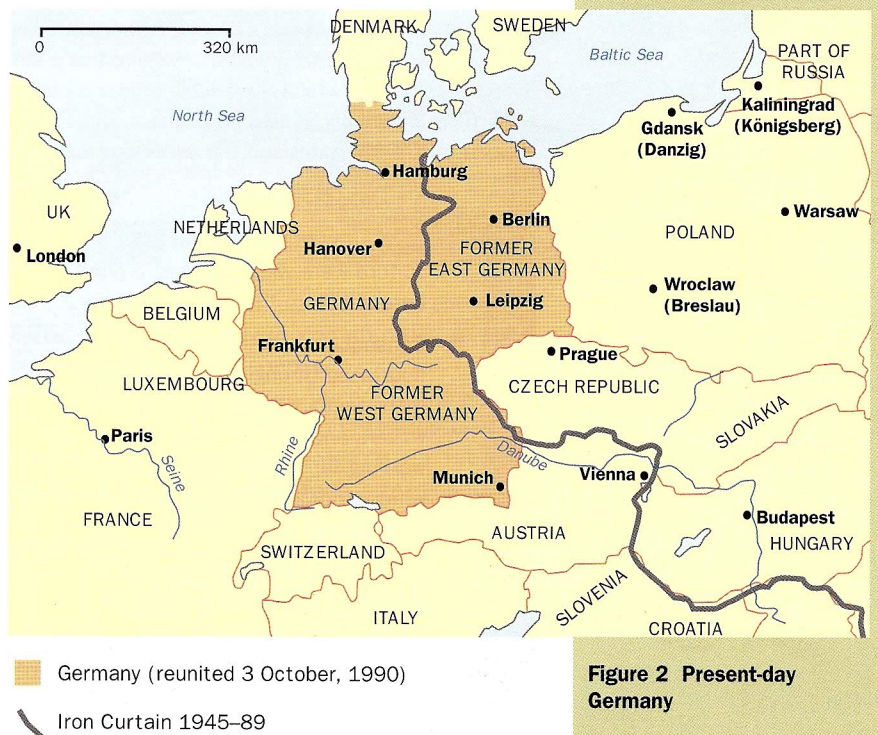 DENMARK
SWEDEN
0
320 km
Baltic Sea
PART OF
RUSSIA
North Sea
Kaliningrad
(Königsberg)
Gdansk
(Danzig)
Hamburg
UK
NETHERLANDS
Berlin
Warsaw
London
Hanover
FORMER
EAST GERMANY
POLAND
Wroclaw
(Breslau)
BELGIUM
GERMANY
Leipzig
Frankfurt
Prague
LUXEMBOURG
FORMER
WEST GERMANY
CZECH REPUBLIC
SLOVAKIA
Paris
Seine
Rhine
Danube
Munich
Vienna
FRANCE
AUSTRIA
Budapest
HUNGARY
SWITZERLAND
SLOVENIA
ITALY
CROATIA
Germany (reunited 3 October, 1990)
Iron Curtain 1945–89
Figure 2 Present-day
Germany